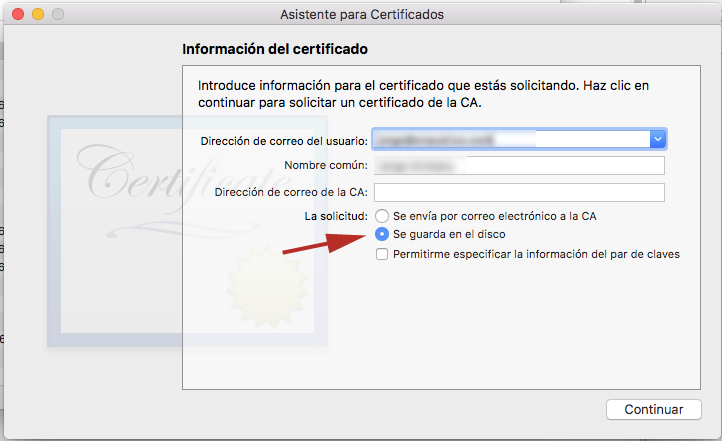 Asistente para Certificados
Información del certificado
Introduce información para el certificado que estás solicitando. Haz clic en
continuar para solicitar un certificado de la CA.
Certificate
Dirección de correo del usuario:
Nombre común:
Dirección de correo de la CA:
La solicitud: Se envía por correo electrónico a la CA
Se guarda en el disco
Permitirme especificar la información del par de claves
Continuar